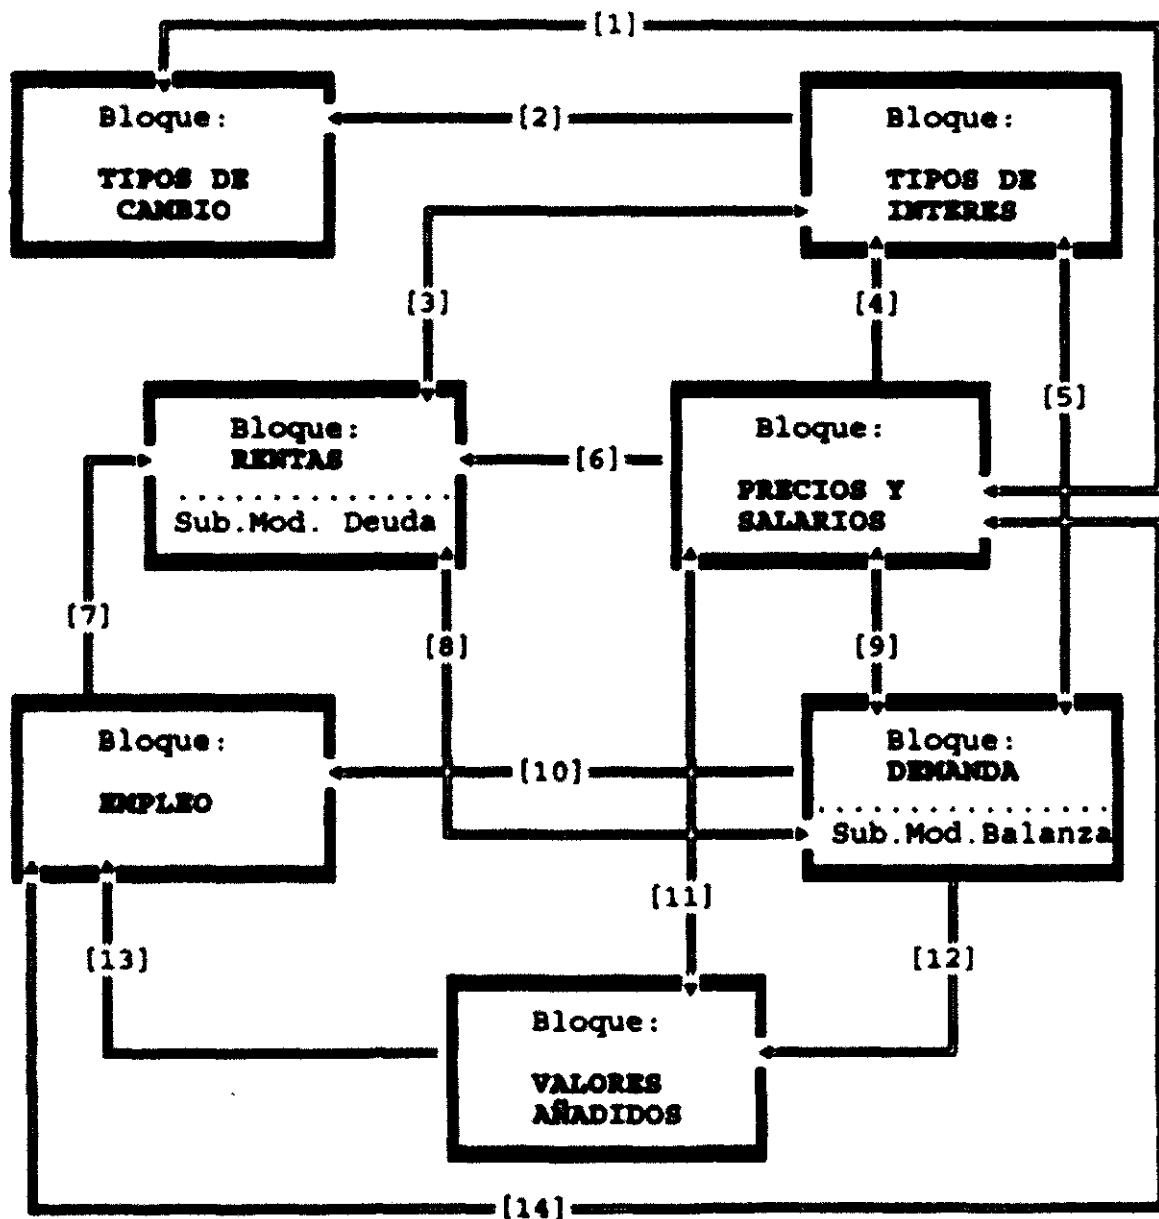 [1]
Bloque:
TIPOS DE
CAMBIO
[2]
Bloque:
TIPOS DE
INTERES
[3]
[4]
[5]
Bloque:
RENTAS
Sub.Mod. Deuda
[6]
Bloque:
PRECIOS Y
SALARIOS
[7]
[8]
[9]
Bloque:
EMPLEO
[10]
Bloque:
DEMANDA
Sub.Mod.Balanza
[11]
[12]
[13]
Bloque:
VALORES
AÑADIDOS
[14]